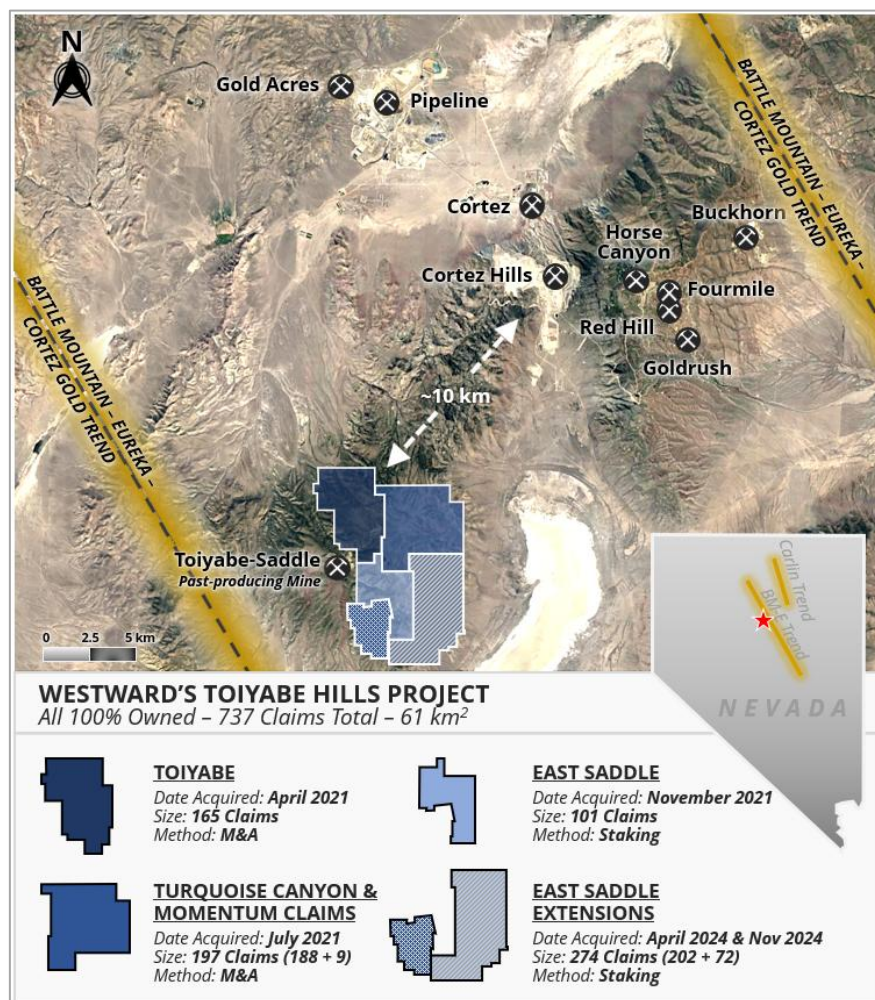 N
Gold Acres
Pipeline
BATTLE MOUNTAIN – EUREKA –
CORTEZ GOLD TREND
Cortez
Buckhorn
Horse
Canyon
Cortez Hills
Fourmile
Red Hill
Goldrush
BATTLE MOUNTAIN – EUREKA –
CORTEZ GOLD TREND
~10 km
Toiyabe-Saddle
Past-producing Mine
0 2.5 5 km
Carlin Trend
BM-E Trend
NEVADA
WESTWARD'S TOIYABE HILLS PROJECT
All 100% Owned – 737 Claims Total – 61 km²
TOIYABE
Date Acquired: April 2021
Size: 165 Claims
Method: M&A
EAST SADDLE
Date Acquired: November 2021
Size: 101 Claims
Method: Staking
TURQUOISE CANYON &
MOMENTUM CLAIMS
Date Acquired: July 2021
Size: 197 Claims (188 + 9)
Method: M&A
EAST SADDLE
EXTENSIONS
Date Acquired: April 2024 & Nov 2024
Size: 274 Claims (202 + 72)
Method: Staking